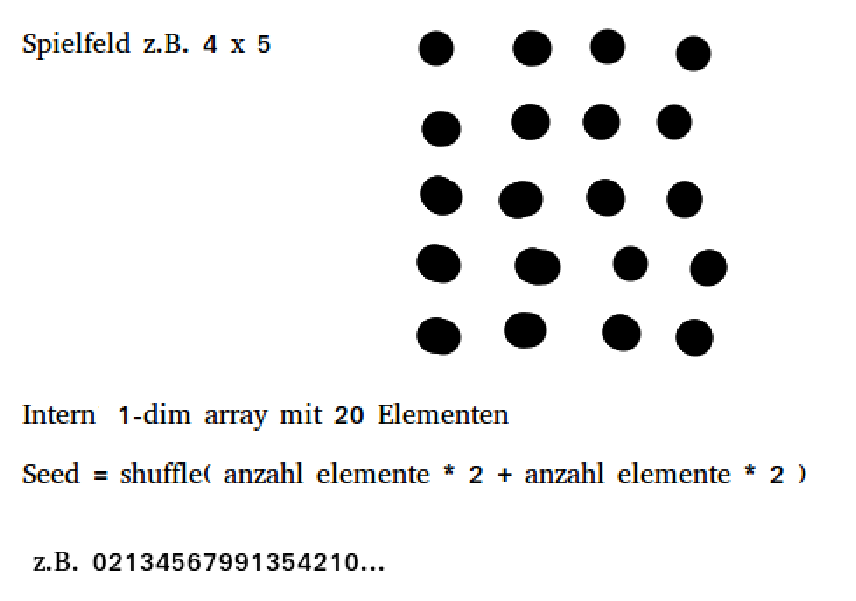 Spielfeld z.B. 4 x 5
Intern 1-dim array mit 20 Elementen
Seed = shuffle( anzahl elemente * 2 + anzahl elemente * 2 )
z.B. 02134567991354210...